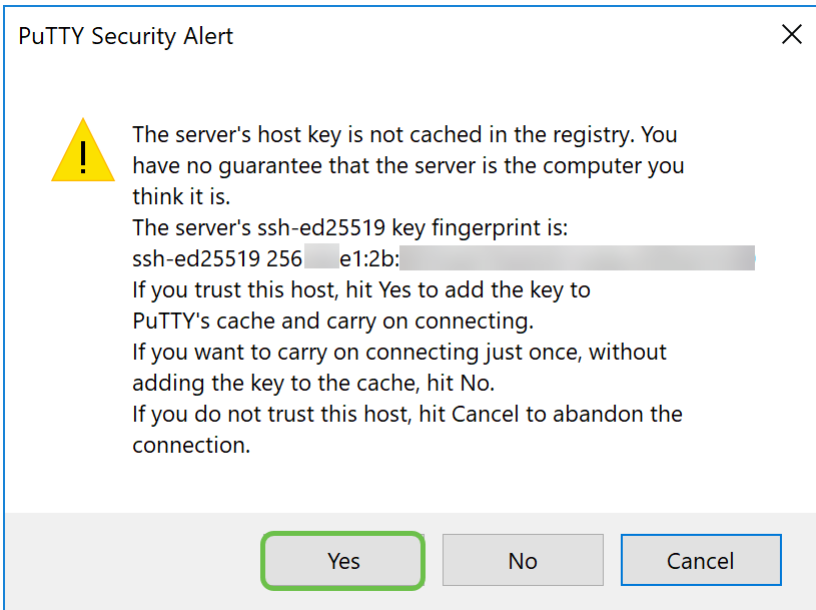 PuTTY Security Alert
The server's host key is not cached in the registry. You
have no guarantee that the server is the computer you
think it is.
The server's ssh-ed25519 key fingerprint is:
ssh-ed25519 256 e1:2b:
If you trust this host, hit Yes to add the key to
PuTTY's cache and carry on connecting.
If you want to carry on connecting just once, without
adding the key to the cache, hit No.
If you do not trust this host, hit Cancel to abandon the
connection.
Yes No Cancel